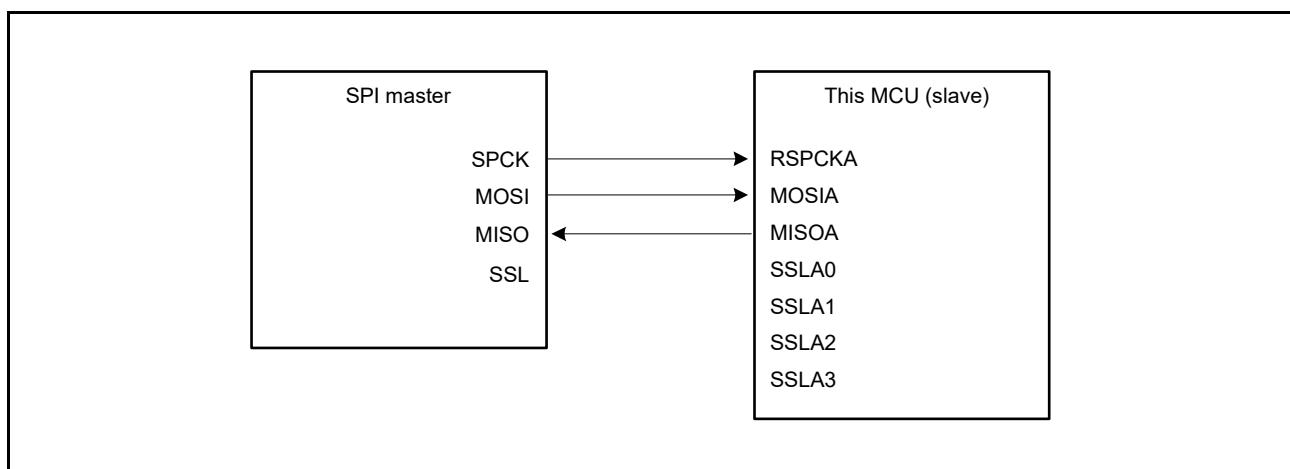 SPI master
SPCK
MOSI
MISO
SSL
This MCU (slave)
RSPCKA
MOSIA
MISOA
SSLA0
SSLA1
SSLA2
SSLA3